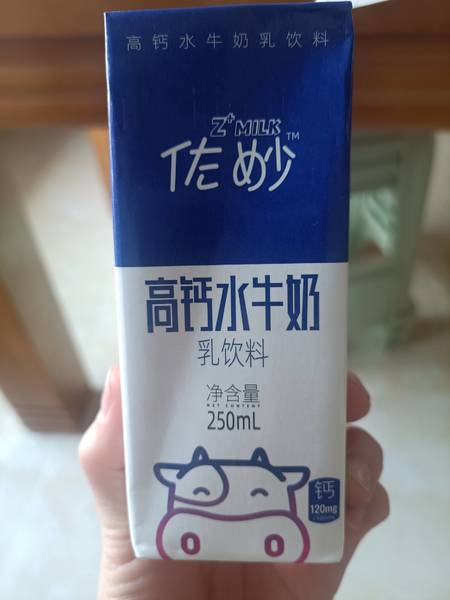 高钙水牛奶乳饮料
Z+ MILK
佐妙™
高钙水牛奶
乳饮料
净含量
NET CONTENT
250mL
钙
120mg